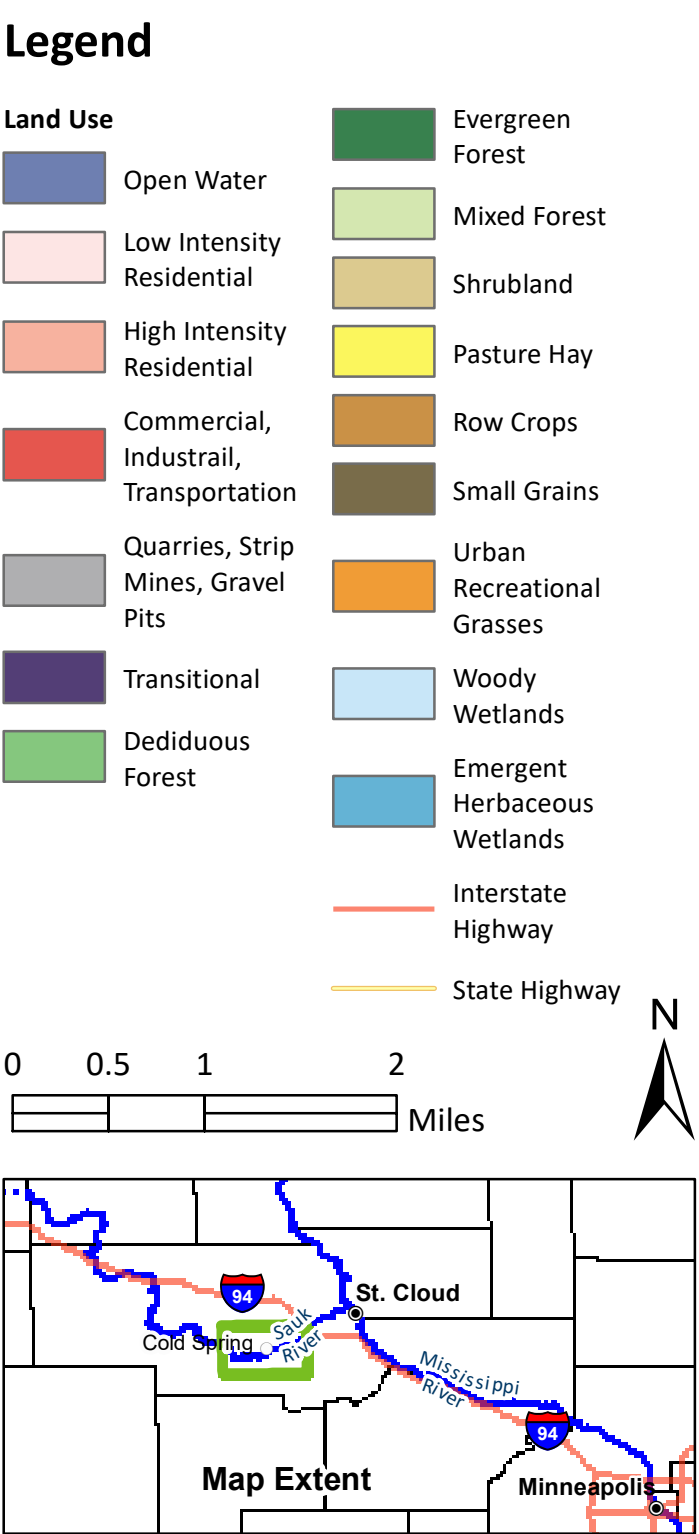 Legend
Land Use
Open Water
Low Intensity
Residential
High Intensity
Residential
Commercial,
Industrail,
Transportation
Quarries, Strip
Mines, Gravel
Pits
Transitional
Dediduous
Forest
Evergreen
Forest
Mixed Forest
Shrubland
Pasture Hay
Row Crops
Small Grains
Urban
Recreational
Grasses
Woody
Wetlands
Emergent
Herbaceous
Wetlands
Interstate
Highway
State Highway
N
0 0.5 1 2
Miles
94
St. Cloud
Cold Spring
Sauk
River
Mississippi
River
94
Map Extent
Minneapolis